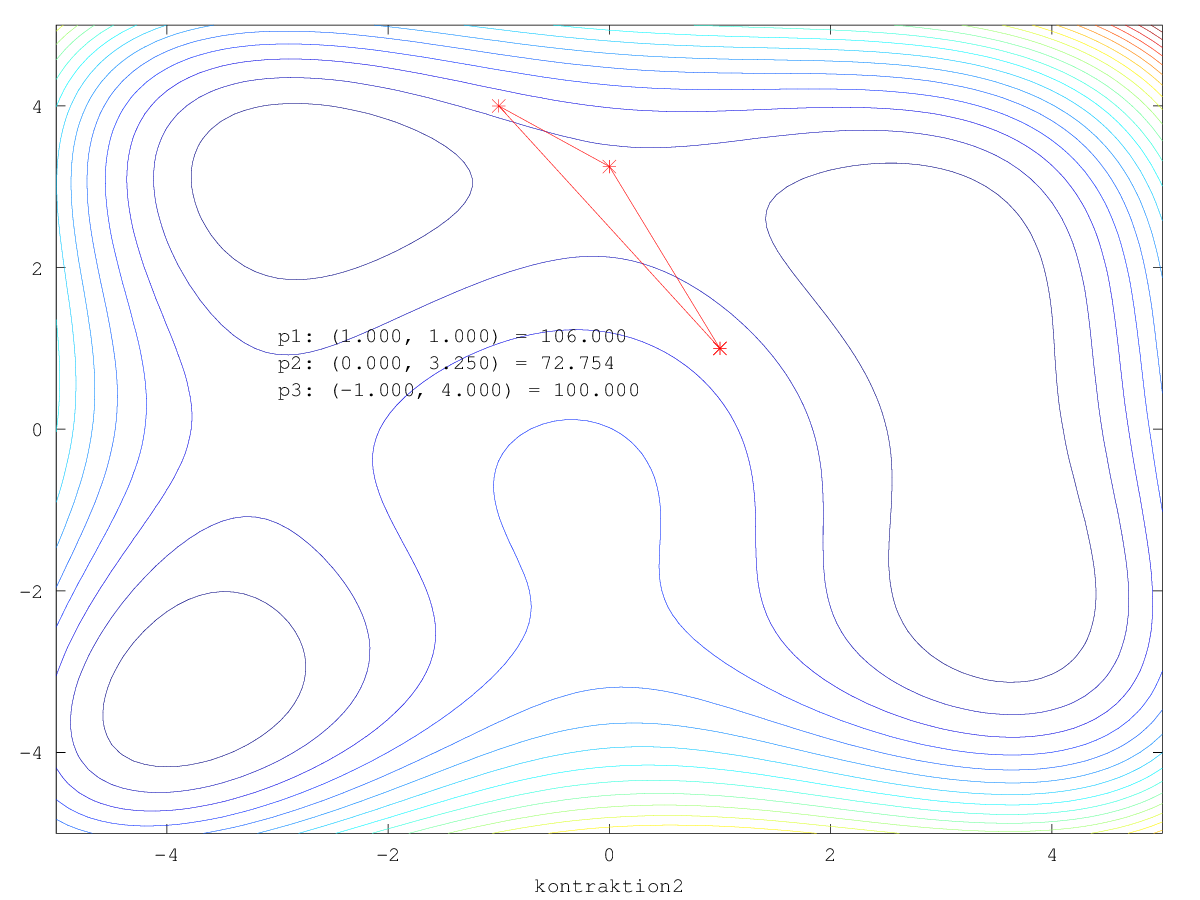 4
2
p1: (1.000, 1.000) = 106.000
p2: (0.000, 3.250) = 72.754
p3: (-1.000, 4.000) = 100.000
0
-2
-4
-4 -2 0 2 4
kontraktion2